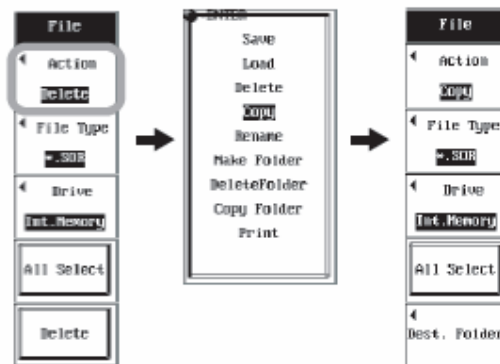 File
Action
Delete
File Type
*.SOR
Drive
Int.Memory
All Select
Delete
ENTER
Save
Load
Delete
Copy
Rename
Make Folder
DeleteFolder
Copy Folder
Print
File
Action
Copy
File Type
*.SOR
Drive
Int.Memory
All Select
Dest. Folder